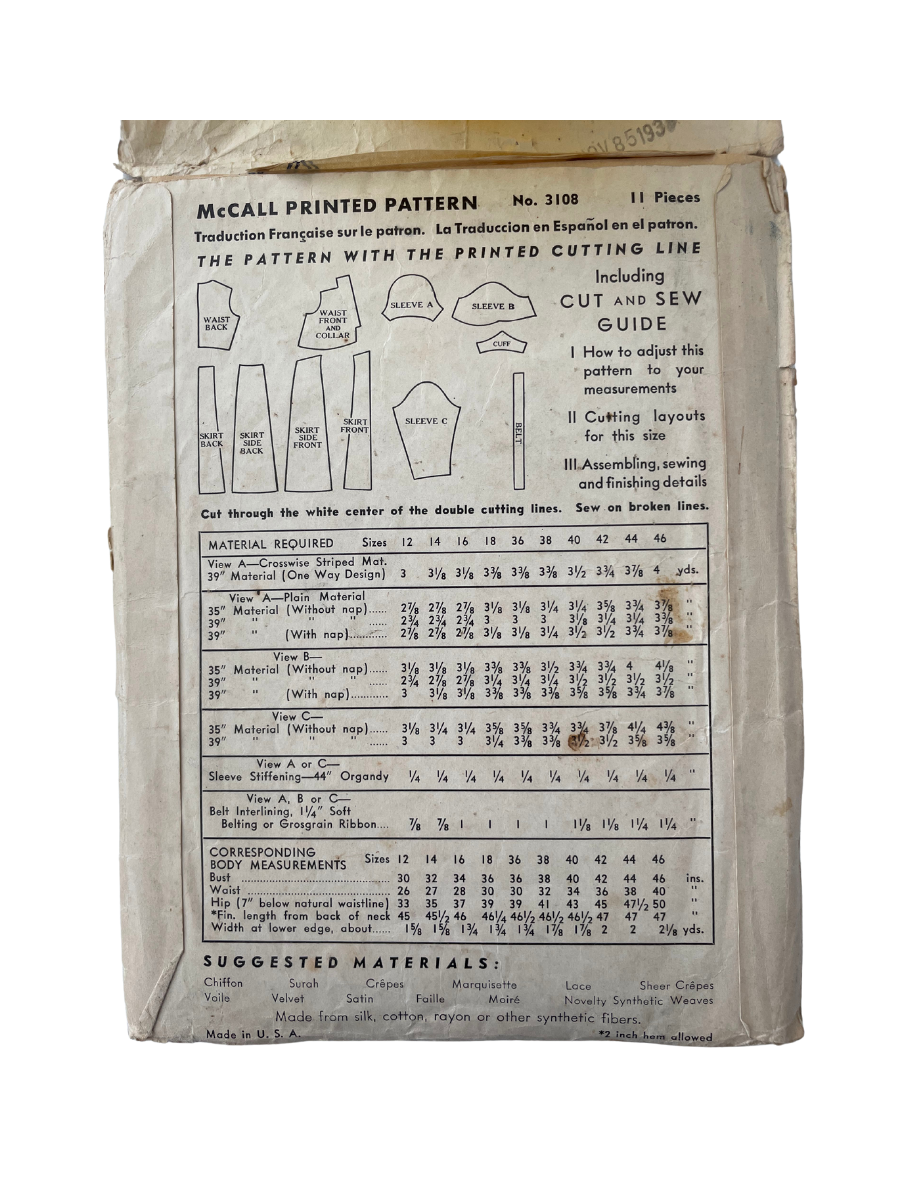 McCALL PRINTED PATTERN No. 3108 11 Pieces
Traduction Française sur le patron. La Traduccion en Español en el patron.
THE PATTERN WITH THE PRINTED CUTTING LINE
Including
CUT AND SEW
GUIDE
I How to adjust this
pattern to your
measurements
II Cutting layouts
for this size
III Assembling, sewing
and finishing details
WAIST
BACK
WAIST
FRONT
AND
COLLAR
SLEEVE A
SLEEVE B
CUFF
SKIRT
BACK
SKIRT
SIDE
BACK
SKIRT
SIDE
FRONT
SKIRT
FRONT
SLEEVE C
BELT
Cut through the white center of the double cutting lines. Sew on broken lines.
MATERIAL REQUIRED Sizes 12 14 16 18 36 38 40 42 44 46
View A—Crosswise Striped Mat.
39" Material (One Way Design) 3 3⅛ 3⅛ 3⅜ 3⅜ 3⅜ 3½ 3¾ 3⅞ 4 yds.
View A—Plain Material
35" Material (Without nap)...... 2⅞ 2⅞ 2⅞ 3⅛ 3⅛ 3¼ 3¼ 3⅝ 3¾ 3⅞ "
39" " " " ...... 2¾ 2¾ 2¾ 3 3 3 3⅛ 3¼ 3¼ 3⅜ "
39" " (With nap)............ 2⅞ 2⅞ 2⅞ 3⅛ 3⅛ 3¼ 3½ 3½ 3¾ 3⅞ "
View B—
35" Material (Without nap)...... 3⅛ 3⅛ 3⅛ 3⅜ 3⅜ 3½ 3¾ 3¾ 4 4⅛ "
39" " " " ...... 2¾ 2⅞ 2⅞ 3¼ 3¼ 3¼ 3½ 3½ 3½ 3½ "
39" " (With nap)........... 3 3⅛ 3⅛ 3⅜ 3⅜ 3⅜ 3⅝ 3⅝ 3¾ 3⅞ "
View C—
35" Material (Without nap)...... 3⅛ 3¼ 3¼ 3⅝ 3⅝ 3¾ 3¾ 3⅞ 4¼ 4⅜ "
39" " " " ...... 3 3 3 3¼ 3⅜ 3⅜ 3½ 3½ 3⅝ 3⅝ "
View A or C—
Sleeve Stiffening—44" Organdy ¼ ¼ ¼ ¼ ¼ ¼ ¼ ¼ ¼ ¼ "
View A, B or C—
Belt Interlining, 1¼" Soft
Belting or Grosgrain Ribbon.... ⅞ ⅞ 1 1 1 1 1⅛ 1⅛ 1¼ 1¼ "
CORRESPONDING
BODY MEASUREMENTS Sizes 12 14 16 18 36 38 40 42 44 46
Bust ............................................ 30 32 34 36 36 38 40 42 44 46 ins.
Waist .......................................... 26 27 28 30 30 32 34 36 38 40 "
Hip (7" below natural waistline) 33 35 37 39 39 41 43 45 47½ 50 "
*Fin. length from back of neck 45 45½ 46 46¼ 46½ 46½ 46½ 47 47 47 "
Width at lower edge, about...... 1⅝ 1⅝ 1¾ 1¾ 1¾ 1⅞ 1⅞ 2 2 2⅛ yds.
SUGGESTED MATERIALS:
Chiffon Surah Crêpes Marquisette Lace Sheer Crêpes
Voile Velvet Satin Faille Moiré Novelty Synthetic Weaves
Made from silk, cotton, rayon or other synthetic fibers.
Made in U. S. A. *2 inch hem allowed